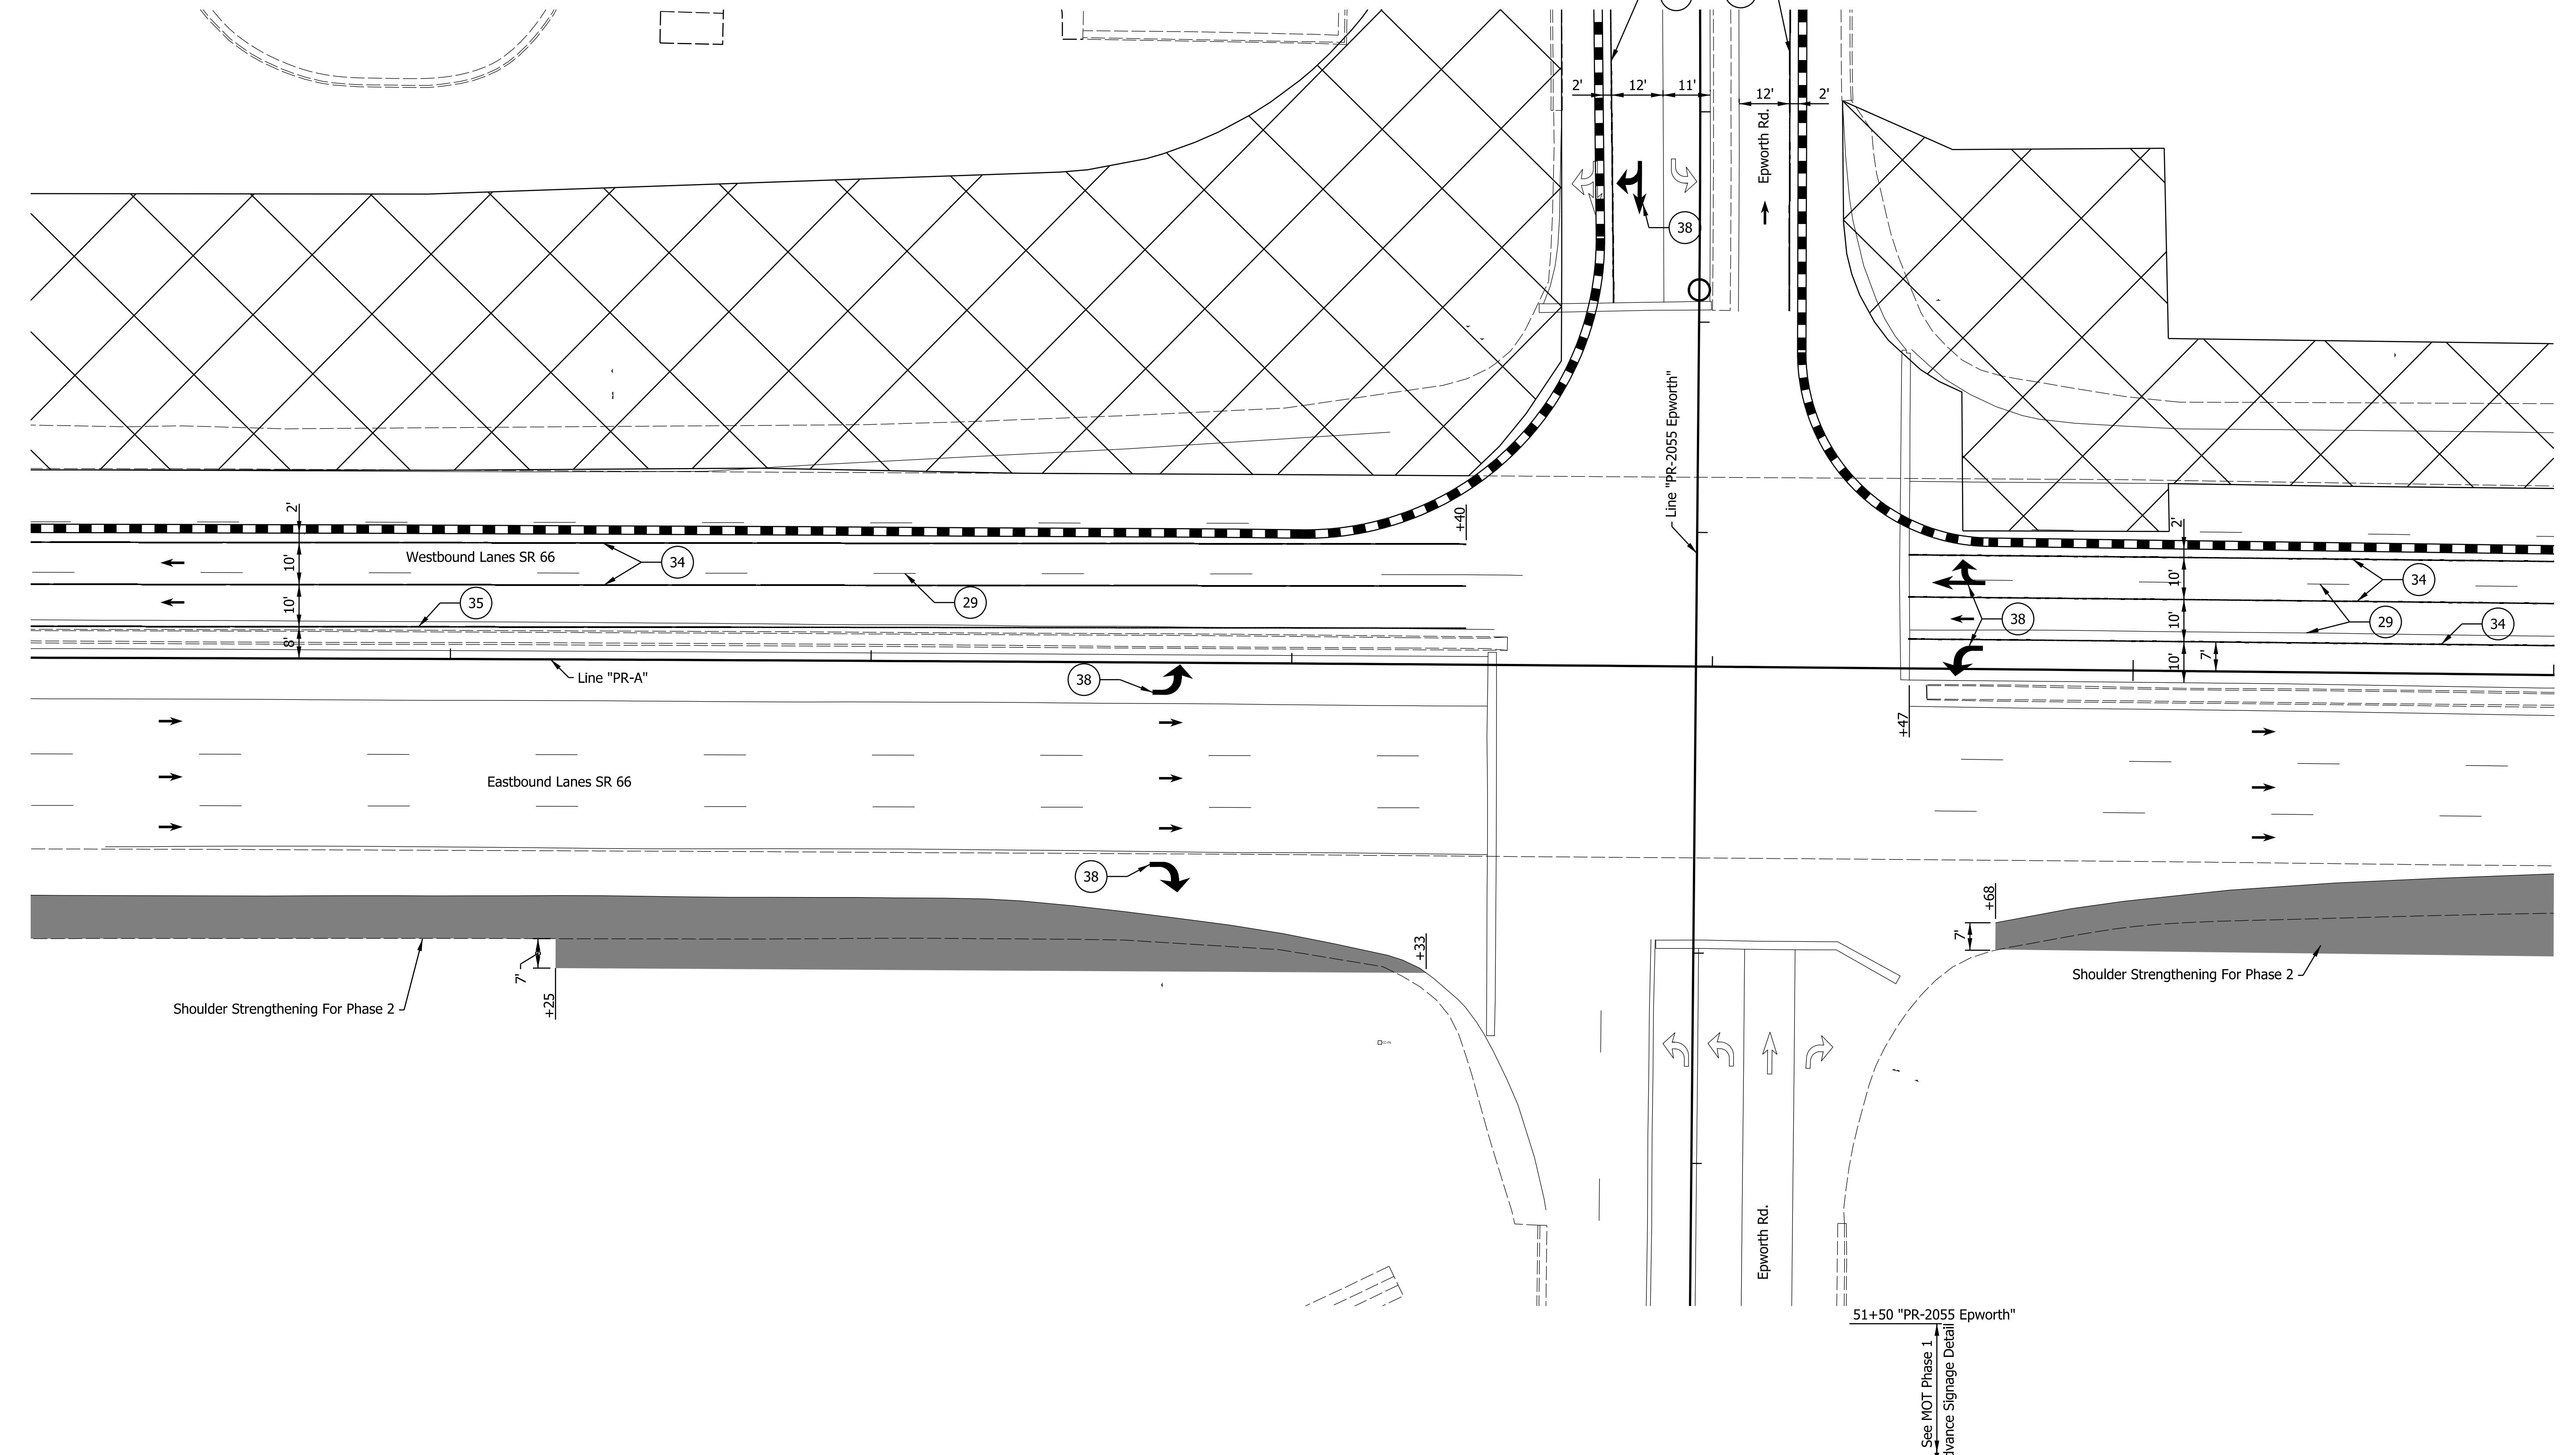 2'
12'
11'
12'
2'
Epworth Rd.
38
Line "PR-2055 Epworth"
2'
10'
10'
8'
Westbound Lanes SR 66
34
35
29
+40
Line "PR-A"
38
2'
10'
10'
10'
7'
34
38
29
34
+47
Eastbound Lanes SR 66
38
+33
7'
+25
Shoulder Strengthening For Phase 2
+68
7'
Shoulder Strengthening For Phase 2
Epworth Rd.
51+50 "PR-2055 Epworth"
See MOT Phase 1
Signage Detail